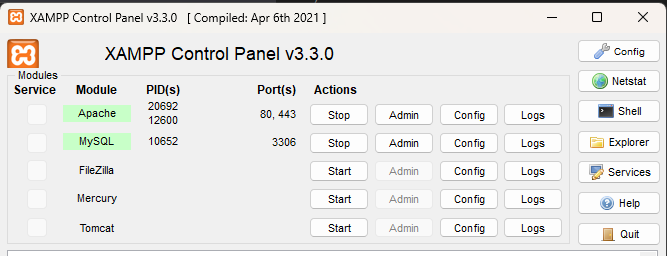 XAMPP Control Panel v3.3.0 [ Compiled: Apr 6th 2021 ]
XAMPP Control Panel v3.3.0
Config
Modules
Service Module PID(s) Port(s) Actions
Netstat
Apache 20692 12600 80, 443 Stop Admin Config Logs
Shell
MySQL 10652 3306 Stop Admin Config Logs
Explorer
FileZilla Start Admin Config Logs
Services
Mercury Start Admin Config Logs
Help
Tomcat Start Admin Config Logs
Quit